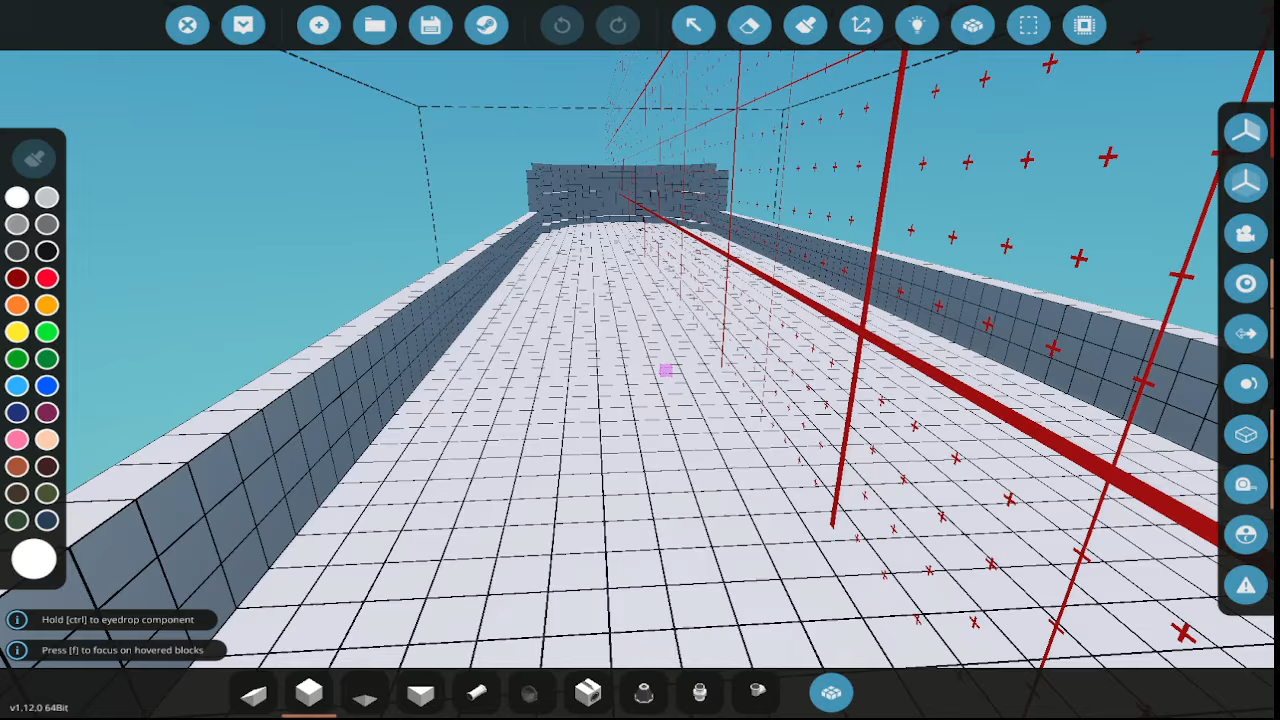 Hold [ctrl] to eyedrop component
Press [f] to focus on hovered blocks
v1.12.0 64Bit